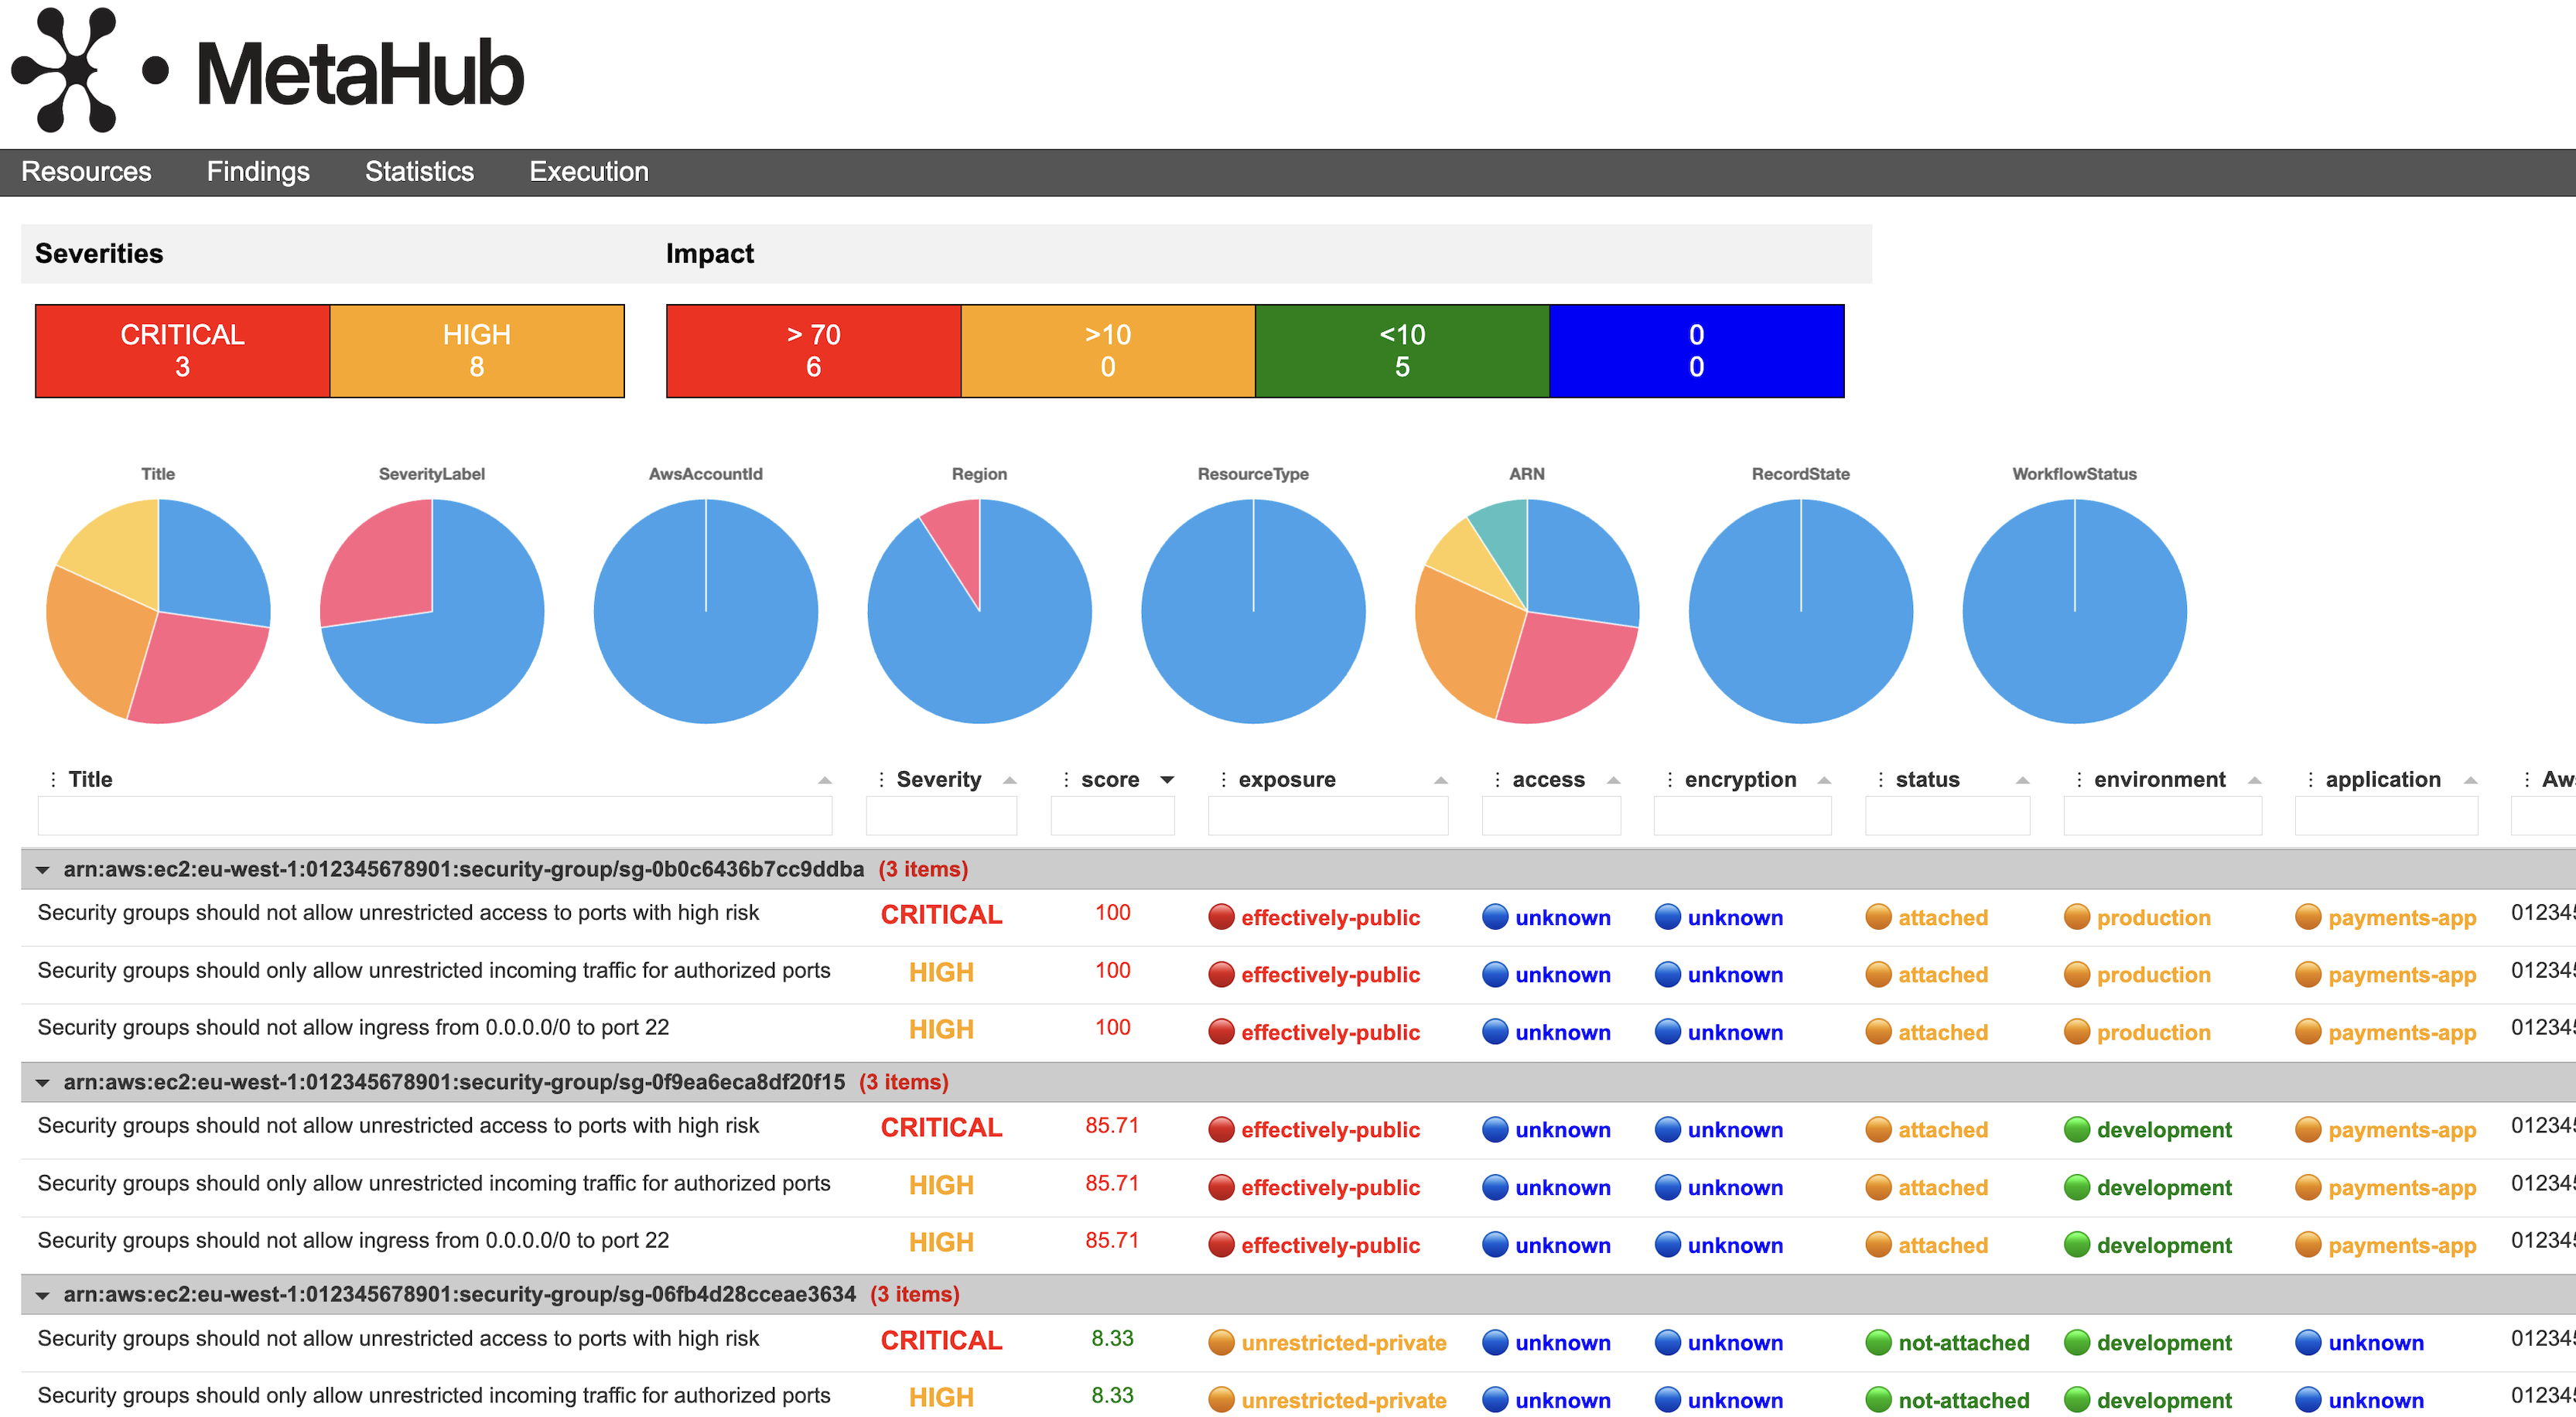 MetaHub
Resources Findings Statistics Execution
Severities Impact
CRITICAL HIGH > 70 >10 <10 0
3 8 6 0 5 0
Title SeverityLabel AwsAccountId Region ResourceType ARN RecordState WorkflowStatus
Title Severity score exposure access encryption status environment application
arn:aws:ec2:eu-west-1:012345678901:security-group/sg-0b0c6436b7cc9ddba (3 items)
Security groups should not allow unrestricted access to ports with high risk CRITICAL 100 effectively-public unknown unknown attached production payments-app
Security groups should only allow unrestricted incoming traffic for authorized ports HIGH 100 effectively-public unknown unknown attached production payments-app
Security groups should not allow ingress from 0.0.0.0/0 to port 22 HIGH 100 effectively-public unknown unknown attached production payments-app
arn:aws:ec2:eu-west-1:012345678901:security-group/sg-0f9ea6eca8df20f15 (3 items)
Security groups should not allow unrestricted access to ports with high risk CRITICAL 85.71 effectively-public unknown unknown attached development payments-app
Security groups should only allow unrestricted incoming traffic for authorized ports HIGH 85.71 effectively-public unknown unknown attached development payments-app
Security groups should not allow ingress from 0.0.0.0/0 to port 22 HIGH 85.71 effectively-public unknown unknown attached development payments-app
arn:aws:ec2:eu-west-1:012345678901:security-group/sg-06fb4d28cceae3634 (3 items)
Security groups should not allow unrestricted access to ports with high risk CRITICAL 8.33 unrestricted-private unknown unknown not-attached development unknown
Security groups should only allow unrestricted incoming traffic for authorized ports HIGH 8.33 unrestricted-private unknown unknown not-attached development unknown